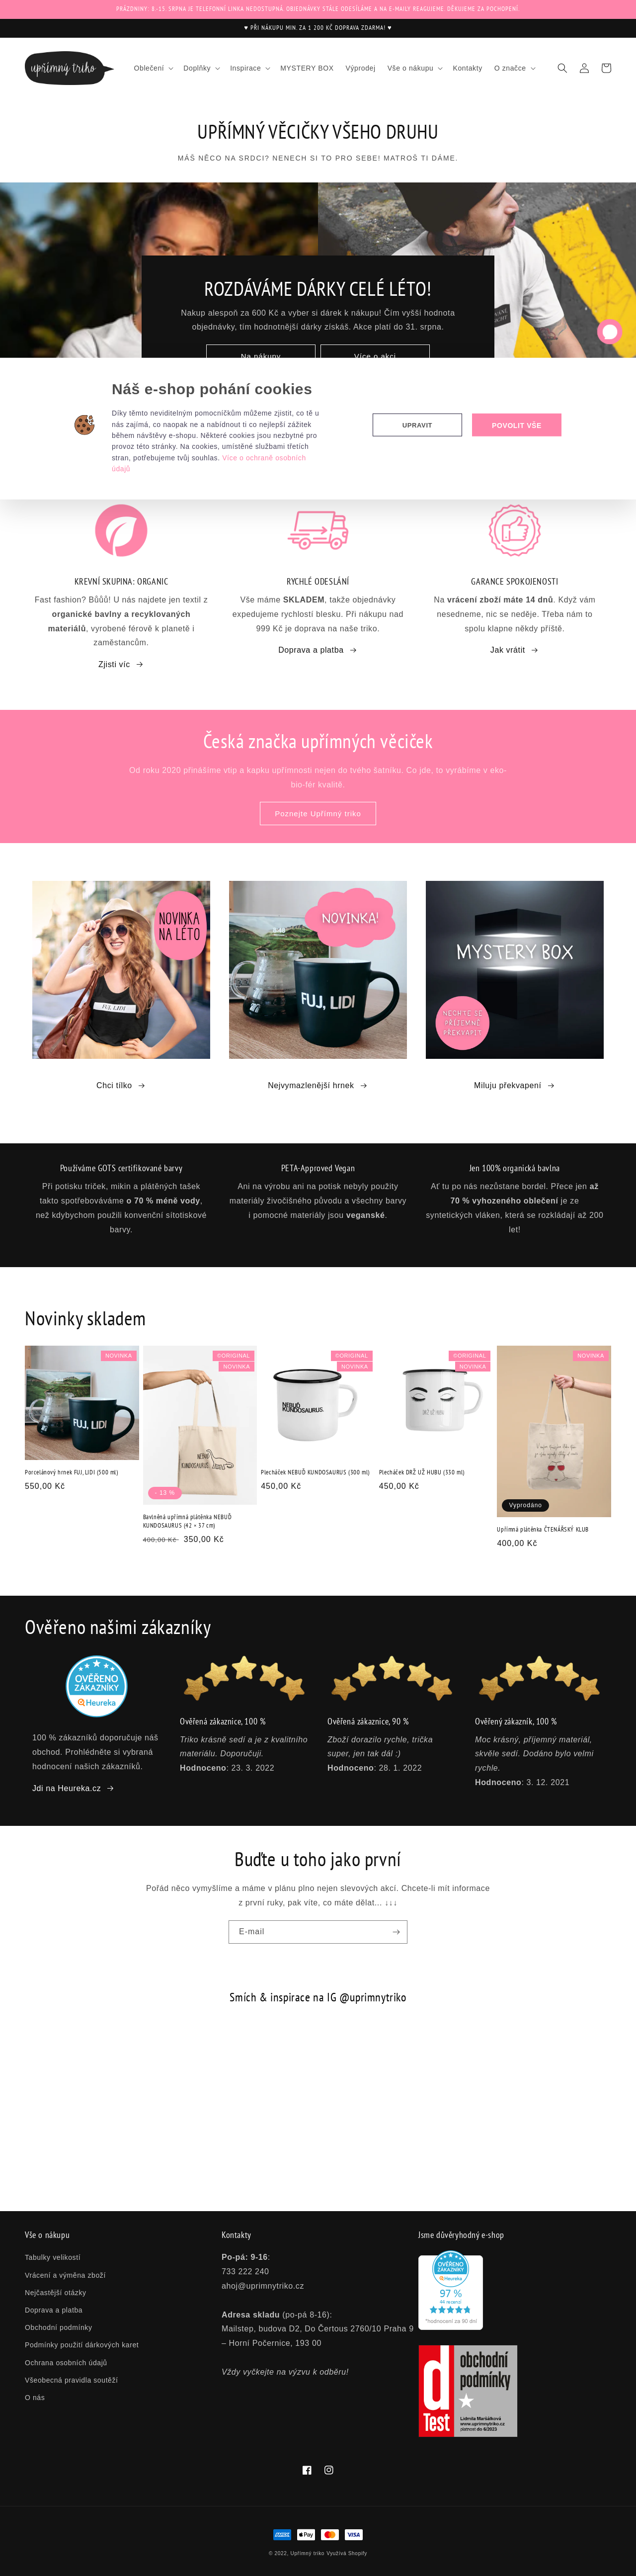 PRÁZDNINY: 8.-15. SRPNA JE TELEFONNÍ LINKA NEDOSTUPNÁ. OBJEDNÁVKY STÁLE ODESÍLÁME A NA E-MAILY REAGUJEME. DĚKUJEME ZA POCHOPENÍ.
♥ PŘI NÁKUPU MIN. ZA 1 200 KČ DOPRAVA ZDARMA! ♥
upřímný triko
Oblečení
Doplňky
Inspirace
MYSTERY BOX
Výprodej
Vše o nákupu
Kontakty
O značce
UPŘÍMNÝ VĚCIČKY VŠEHO DRUHU
MÁŠ NĚCO NA SRDCI? NENECH SI TO PRO SEBE! MATROŠ TI DÁME.
ROZDÁVÁME DÁRKY CELÉ LÉTO!
Nakup alespoň za 600 Kč a vyber si dárek k nákupu! Čím vyšší hodnota
objednávky, tím hodnotnější dárky získáš. Akce platí do 31. srpna.
Na nákupy
Více o akci
Náš e-shop pohání cookies
Díky těmto neviditelným pomocníčkům můžeme zjistit, co tě u
nás zajímá, co naopak ne a nabídnout ti co nejlepší zážitek
během návštěvy e-shopu. Některé cookies jsou nezbytné pro
provoz této stránky. Na cookies, umístěné službami třetích
stran, potřebujeme tvůj souhlas. Více o ochraně osobních
údajů
UPRAVIT
POVOLIT VŠE
KREVNÍ SKUPINA: ORGANIC
Fast fashion? Bůůů! U nás najdete jen textil z
organické bavlny a recyklovaných
materiálů, vyrobené férově k planetě i
zaměstancům.
Zjisti víc →
RYCHLÉ ODESLÁNÍ
Vše máme SKLADEM, takže objednávky
expedujeme rychlostí blesku. Při nákupu nad
999 Kč je doprava na naše triko.
Doprava a platba →
GARANCE SPOKOJENOSTI
Na vrácení zboží máte 14 dnů. Když vám
nesedneme, nic se neděje. Třeba nám to
spolu klapne někdy příště.
Jak vrátit →
Česká značka upřímných věciček
Od roku 2020 přinášíme vtip a kapku upřímnosti nejen do tvého šatníku. Co jde, to vyrábíme v eko-
bio-fér kvalitě.
Poznejte Upřímný triko
NOVINKA
NA LÉTO
FUJ, LIDI
Chci tílko →
NOVINKA!
FUJ, LIDI
Nejvymazlenější hrnek →
MYSTERY BOX
NECHTE SE
PŘÍJEMNĚ
PŘEKVAPIT
Miluju překvapení →
Používáme GOTS certifikované barvy
Při potisku triček, mikin a plátěných tašek
takto spotřebováváme o 70 % méně vody,
než kdybychom použili konvenční sítotiskové
barvy.
PETA-Approved Vegan
Ani na výrobu ani na potisk nebyly použity
materiály živočišného původu a všechny barvy
i pomocné materiály jsou veganské.
Jen 100% organická bavlna
Ať tu po nás nezůstane bordel. Přece jen až
70 % vyhozeného oblečení je ze
syntetických vláken, která se rozkládají až 200
let!
Novinky skladem
NOVINKA
FUJ, LIDI
Porcelánový hrnek FUJ, LIDI (500 ml)
550,00 Kč
©ORIGINAL
NOVINKA
NEBUĎ
KUNDOSAURUS
- 13 %
Bavlněná upřímná plátěnka NEBUĎ
KUNDOSAURUS (42 × 37 cm)
400,00 Kč 350,00 Kč
©ORIGINAL
NOVINKA
NEBUĎ
KUNDOSAURUS.
Plecháček NEBUĎ KUNDOSAURUS (300 ml)
450,00 Kč
©ORIGINAL
NOVINKA
DRŽ UŽ HUBU
Plecháček DRŽ UŽ HUBU (330 ml)
450,00 Kč
NOVINKA
Vyprodáno
Upřímná plátěnka ČTENÁŘSKÝ KLUB
400,00 Kč
Ověřeno našimi zákazníky
OVĚŘENO
ZÁKAZNÍKY
Heureka!
100 % zákazníků doporučuje náš
obchod. Prohlédněte si vybraná
hodnocení našich zákazníků.
Jdi na Heureka.cz →
Ověřená zákaznice, 100 %
Triko krásně sedí a je z kvalitního
materiálu. Doporučuji.
Hodnoceno: 23. 3. 2022
Ověřená zákaznice, 90 %
Zboží dorazilo rychle, trička
super, jen tak dál :)
Hodnoceno: 28. 1. 2022
Ověřený zákazník, 100 %
Moc krásný, příjemný materiál,
skvěle sedí. Dodáno bylo velmi
rychle.
Hodnoceno: 3. 12. 2021
Buďte u toho jako první
Pořád něco vymýšlíme a máme v plánu plno nejen slevových akcí. Chcete-li mít informace
z první ruky, pak víte, co máte dělat... ↓↓↓
E-mail
Smích & inspirace na IG @uprimnytriko
Vše o nákupu
Tabulky velikostí
Vrácení a výměna zboží
Nejčastější otázky
Doprava a platba
Obchodní podmínky
Podmínky použití dárkových karet
Ochrana osobních údajů
Všeobecná pravidla soutěží
O nás
Kontakty
Po-pá: 9-16:
733 222 240
ahoj@uprimnytriko.cz
Adresa skladu (po-pá 8-16):
Mailstep, budova D2, Do Čertous 2760/10 Praha 9
– Horní Počernice, 193 00
Vždy vyčkejte na výzvu k odběru!
Jsme důvěryhodný e-shop
OVĚŘENO
ZÁKAZNÍKY
Heureka!
97 %
44 recenzí
*hodnocení za 90 dní
dTest
obchodní
podmínky
Lidmila Maršálková
www.uprimnytriko.cz
platnost do 6/2023
Pay
VISA
© 2022, Upřímný triko Využívá Shopify